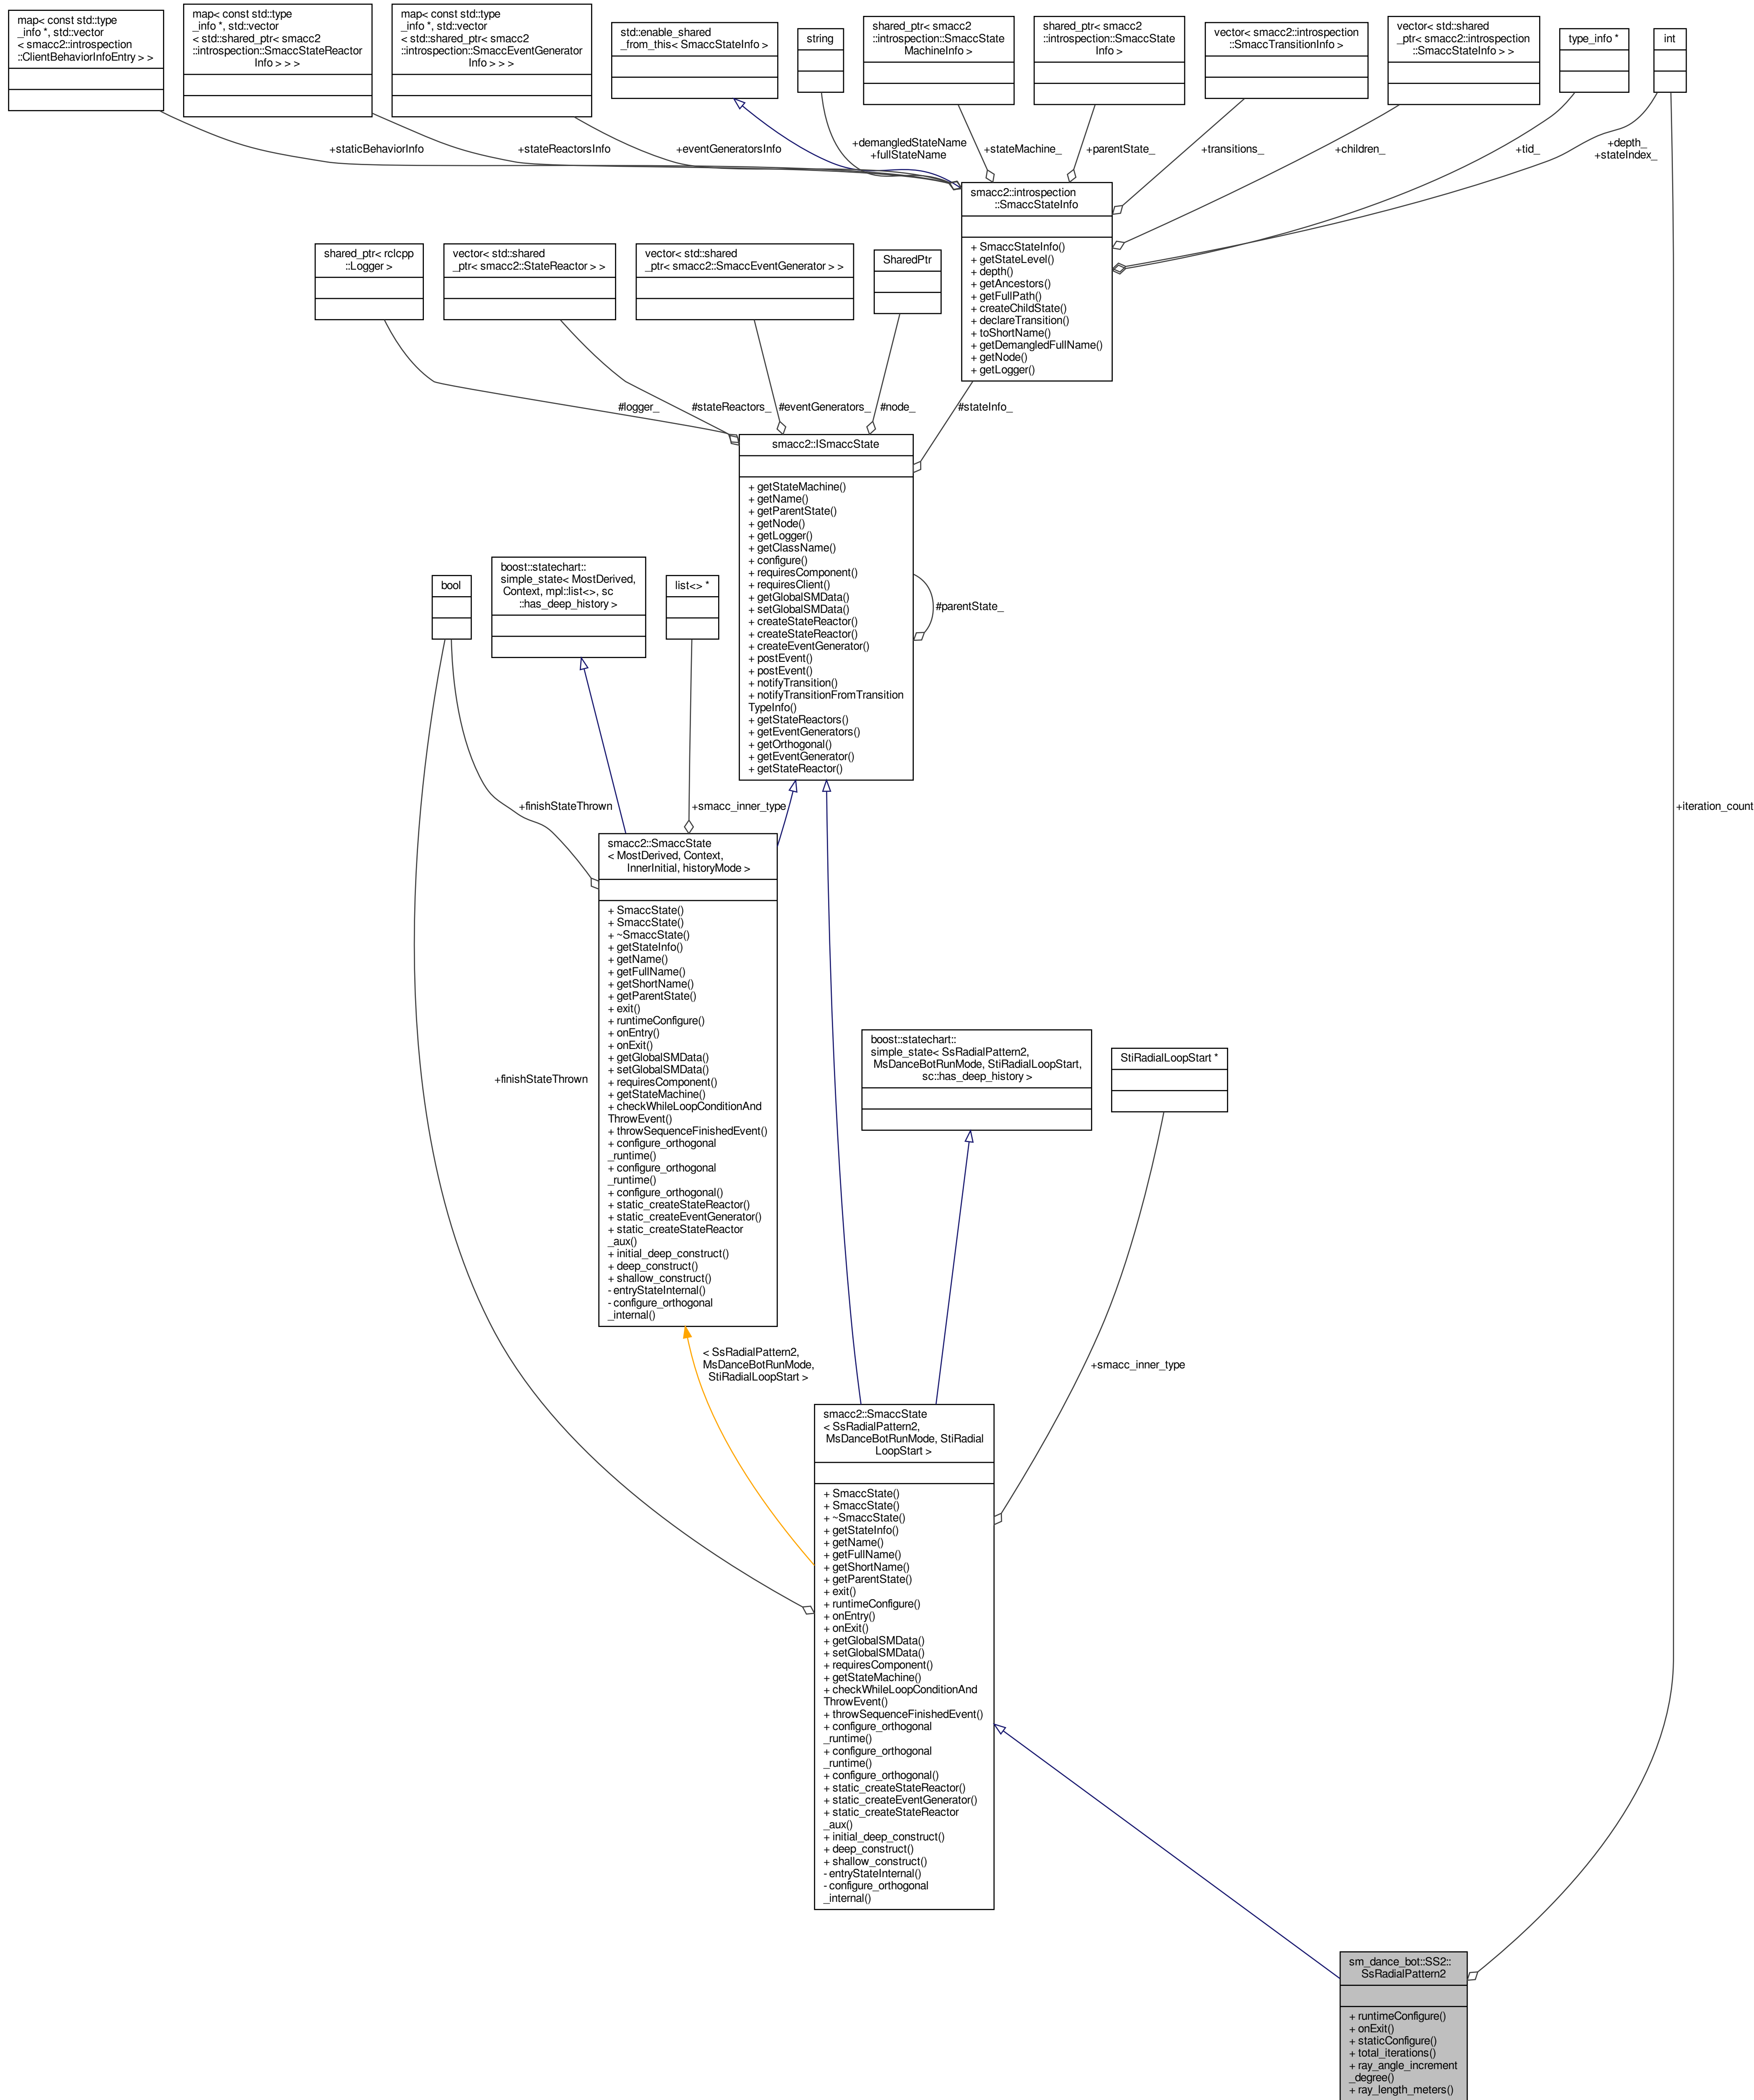 map< const std::type
_info *, std::vector
< smacc2::introspection
::ClientBehaviorInfoEntry > >
map< const std::type
_info *, std::vector
< std::shared_ptr< smacc2
::introspection::SmaccStateReactor
Info > > >
map< const std::type
_info *, std::vector
< std::shared_ptr< smacc2
::introspection::SmaccEventGenerator
Info > > >
std::enable_shared
_from_this< SmaccStateInfo >
string
shared_ptr< smacc2
::introspection::SmaccState
MachineInfo >
shared_ptr< smacc2
::introspection::SmaccState
Info >
vector< smacc2::introspection
::SmaccTransitionInfo >
vector< std::shared
_ptr< smacc2::introspection
::SmaccStateInfo > >
type_info *
int
+staticBehaviorInfo
+stateReactorsInfo
+eventGeneratorsInfo
+demangledStateName
+fullStateName
+stateMachine_
+parentState_
+transitions_
+children_
+tid_
+depth_
+stateIndex_
smacc2::introspection
::SmaccStateInfo
+ SmaccStateInfo()
+ getStateLevel()
+ depth()
+ getAncestors()
+ getFullPath()
+ createChildState()
+ declareTransition()
+ toShortName()
+ getDemangledFullName()
+ getNode()
+ getLogger()
shared_ptr< rclcpp
::Logger >
vector< std::shared
_ptr< smacc2::StateReactor > >
vector< std::shared
_ptr< smacc2::SmaccEventGenerator > >
SharedPtr
#logger_
#stateReactors_
#eventGenerators_
#node_
#stateInfo_
smacc2::ISmaccState
+ getStateMachine()
+ getName()
+ getParentState()
+ getNode()
+ getLogger()
+ getClassName()
+ configure()
+ requiresComponent()
+ requiresClient()
+ getGlobalSMData()
+ setGlobalSMData()
+ createStateReactor()
+ createStateReactor()
+ createEventGenerator()
+ postEvent()
+ postEvent()
+ notifyTransition()
+ notifyTransitionFromTransition
TypeInfo()
+ getStateReactors()
+ getEventGenerators()
+ getOrthogonal()
+ getEventGenerator()
+ getStateReactor()
#parentState_
bool
boost::statechart::
simple_state< MostDerived,
Context, mpl::list<>, sc
::has_deep_history >
list<> *
+finishStateThrown
+smacc_inner_type
+iteration_count
smacc2::SmaccState
< MostDerived, Context,
InnerInitial, historyMode >
+ SmaccState()
+ SmaccState()
+ ~SmaccState()
+ getStateInfo()
+ getName()
+ getFullName()
+ getShortName()
+ getParentState()
+ exit()
+ runtimeConfigure()
+ onEntry()
+ onExit()
+ getGlobalSMData()
+ setGlobalSMData()
+ requiresComponent()
+ getStateMachine()
+ checkWhileLoopConditionAnd
ThrowEvent()
+ throwSequenceFinishedEvent()
+ configure_orthogonal
_runtime()
+ configure_orthogonal
_runtime()
+ configure_orthogonal()
+ static_createStateReactor()
+ static_createEventGenerator()
+ static_createStateReactor
_aux()
+ initial_deep_construct()
+ deep_construct()
+ shallow_construct()
- entryStateInternal()
- configure_orthogonal
_internal()
+finishStateThrown
boost::statechart::
simple_state< SsRadialPattern2,
MsDanceBotRunMode, StiRadialLoopStart,
sc::has_deep_history >
StiRadialLoopStart *
< SsRadialPattern2,
MsDanceBotRunMode,
StiRadialLoopStart >
+smacc_inner_type
smacc2::SmaccState
< SsRadialPattern2,
MsDanceBotRunMode, StiRadial
LoopStart >
+ SmaccState()
+ SmaccState()
+ ~SmaccState()
+ getStateInfo()
+ getName()
+ getFullName()
+ getShortName()
+ getParentState()
+ exit()
+ runtimeConfigure()
+ onEntry()
+ onExit()
+ getGlobalSMData()
+ setGlobalSMData()
+ requiresComponent()
+ getStateMachine()
+ checkWhileLoopConditionAnd
ThrowEvent()
+ throwSequenceFinishedEvent()
+ configure_orthogonal
_runtime()
+ configure_orthogonal
_runtime()
+ configure_orthogonal()
+ static_createStateReactor()
+ static_createEventGenerator()
+ static_createStateReactor
_aux()
+ initial_deep_construct()
+ deep_construct()
+ shallow_construct()
- entryStateInternal()
- configure_orthogonal
_internal()
sm_dance_bot::SS2::
SsRadialPattern2
+ runtimeConfigure()
+ onExit()
+ staticConfigure()
+ total_iterations()
+ ray_angle_increment
_degree()
+ ray_length_meters()